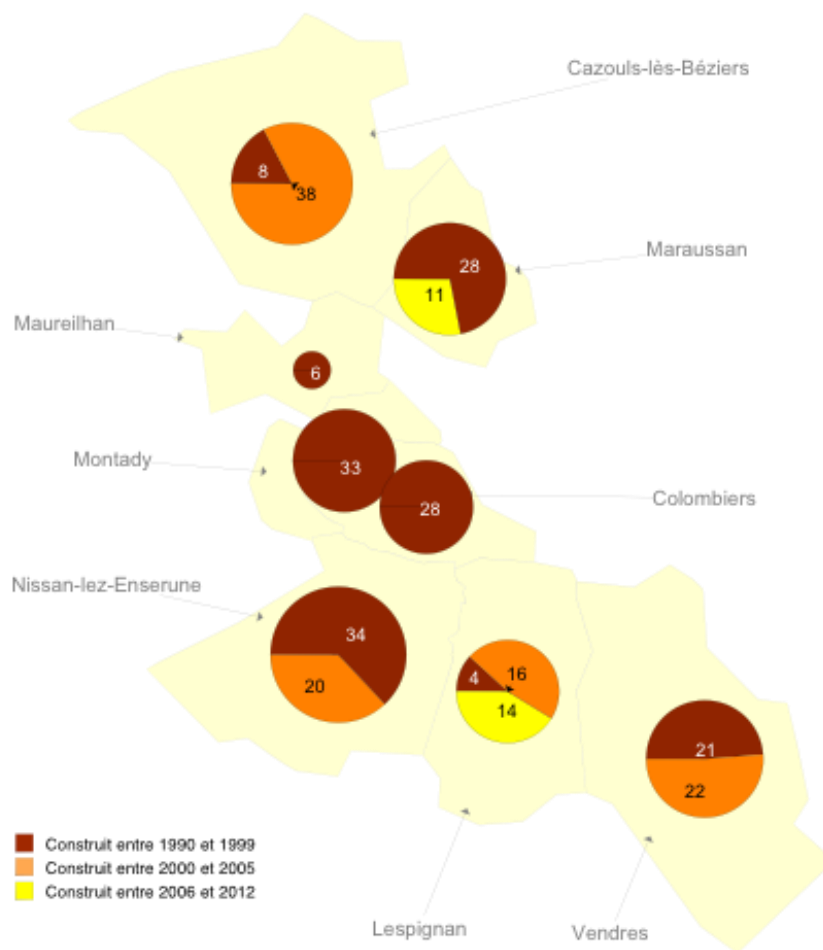 Cazouls-lès-Béziers
8
38
Maraussan
28
11
Maureilhan
6
Montady
33
28
Colombiers
Nissan-lez-Enserune
34
20
4
16
14
21
22
Construit entre 1990 et 1999
Construit entre 2000 et 2005
Construit entre 2006 et 2012
Lespignan
Vendres